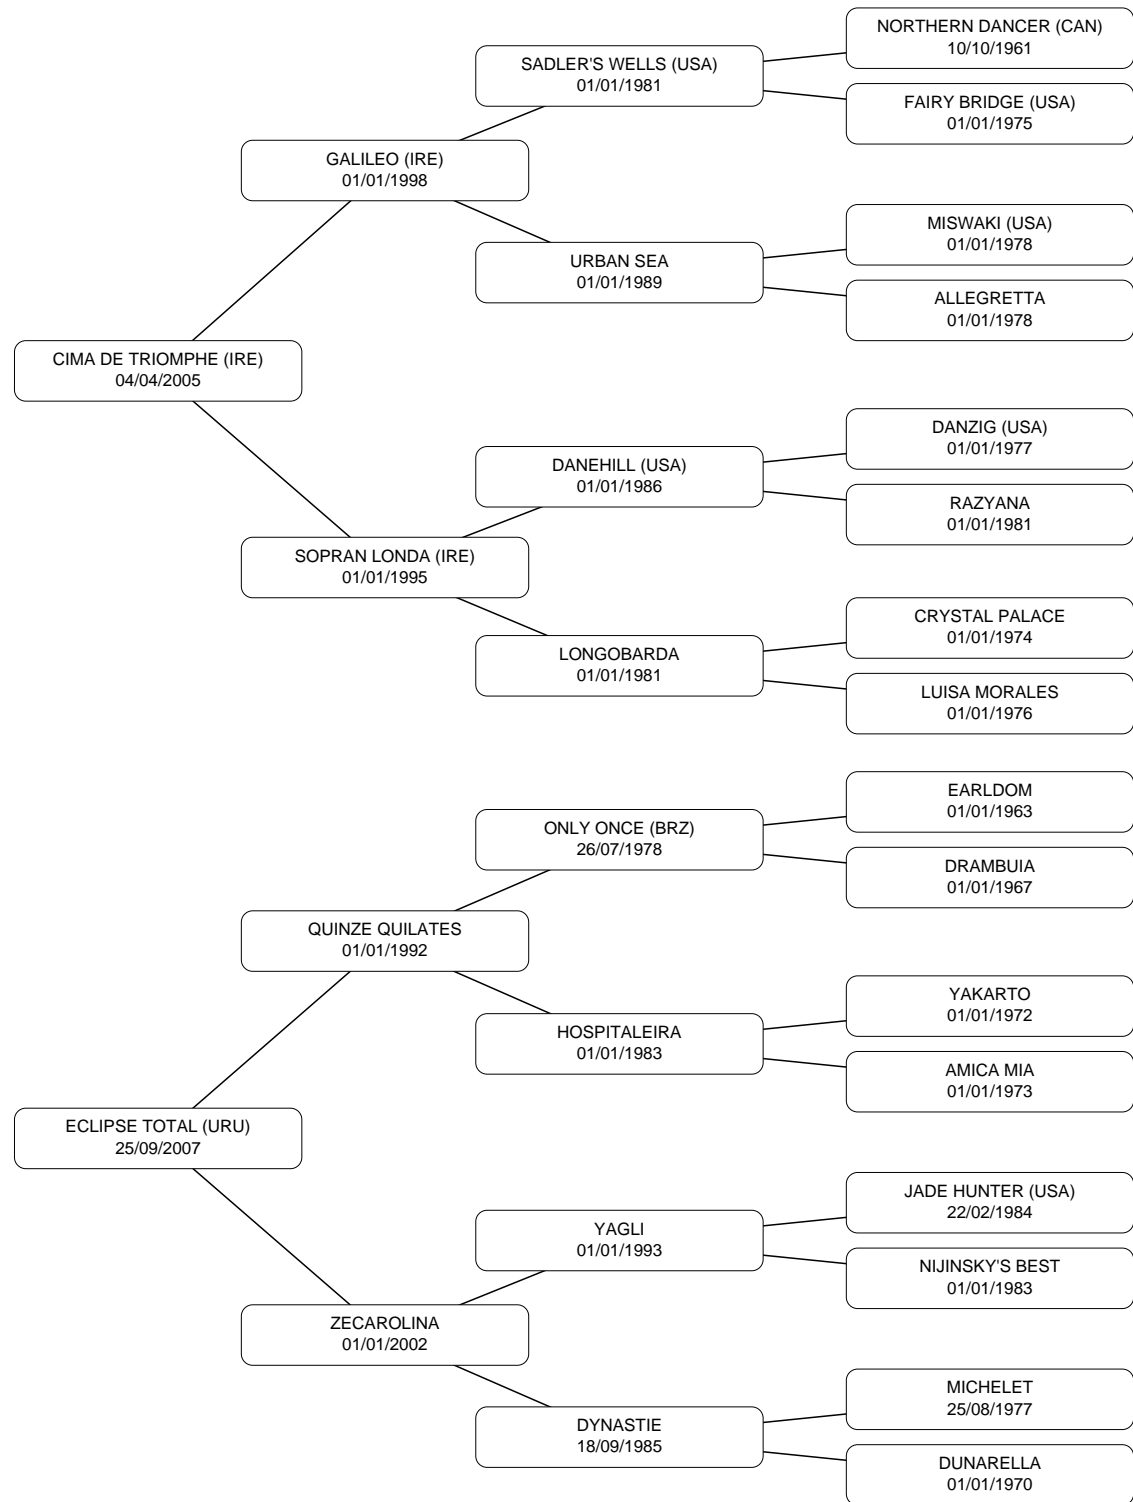 NORTHERN DANCER (CAN)
10/10/1961
SADLER'S WELLS (USA)
01/01/1981
FAIRY BRIDGE (USA)
01/01/1975
GALILEO (IRE)
01/01/1998
MISWAKI (USA)
01/01/1978
URBAN SEA
01/01/1989
ALLEGRETTA
01/01/1978
CIMA DE TRIOMPHE (IRE)
04/04/2005
DANZIG (USA)
01/01/1977
DANEHILL (USA)
01/01/1986
RAZYANA
01/01/1981
SOPRAN LONDA (IRE)
01/01/1995
CRYSTAL PALACE
01/01/1974
LONGOBARDA
01/01/1981
LUISA MORALES
01/01/1976
EARLDOM
01/01/1963
ONLY ONCE (BRZ)
26/07/1978
DRAMBUIA
01/01/1967
QUINZE QUILATES
01/01/1992
YAKARTO
01/01/1972
HOSPITALEIRA
01/01/1983
AMICA MIA
01/01/1973
ECLIPSE TOTAL (URU)
25/09/2007
JADE HUNTER (USA)
22/02/1984
YAGLI
01/01/1993
NIJINSKY'S BEST
01/01/1983
ZECAROLINA
01/01/2002
MICHELET
25/08/1977
DYNASTIE
18/09/1985
DUNARELLA
01/01/1970